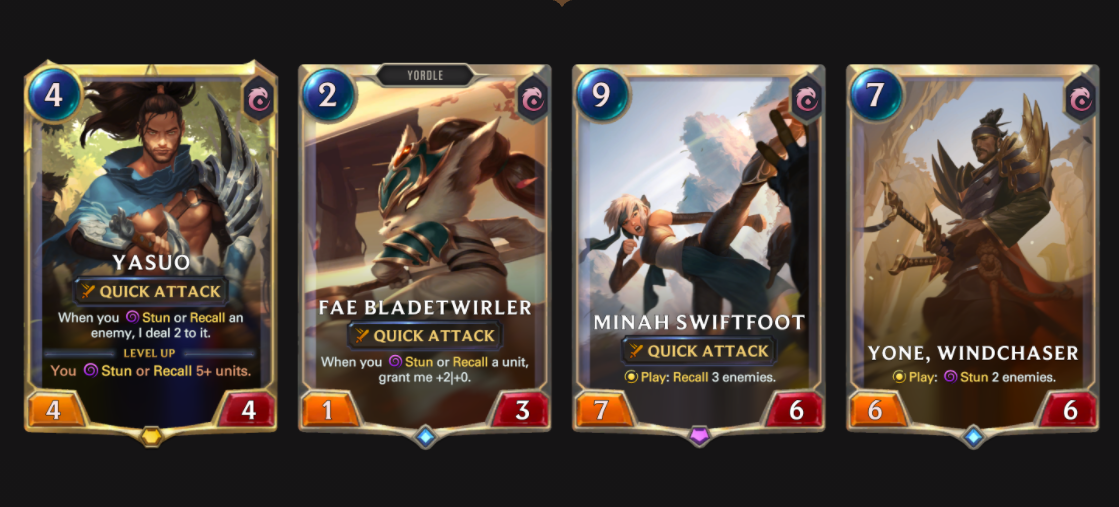 4
YASUO
QUICK ATTACK
When you Stun or Recall an
enemy, I deal 2 to it.
LEVEL UP
You Stun or Recall 5+ units.
4
4
2
YORDLE
FAE BLADETWIRLER
QUICK ATTACK
When you Stun or Recall a unit,
grant me +2|+0.
1
3
9
MINAH SWIFTFOOT
QUICK ATTACK
Play: Recall 3 enemies.
7
6
7
YONE, WINDCHASER
Play: Stun 2 enemies.
6
6